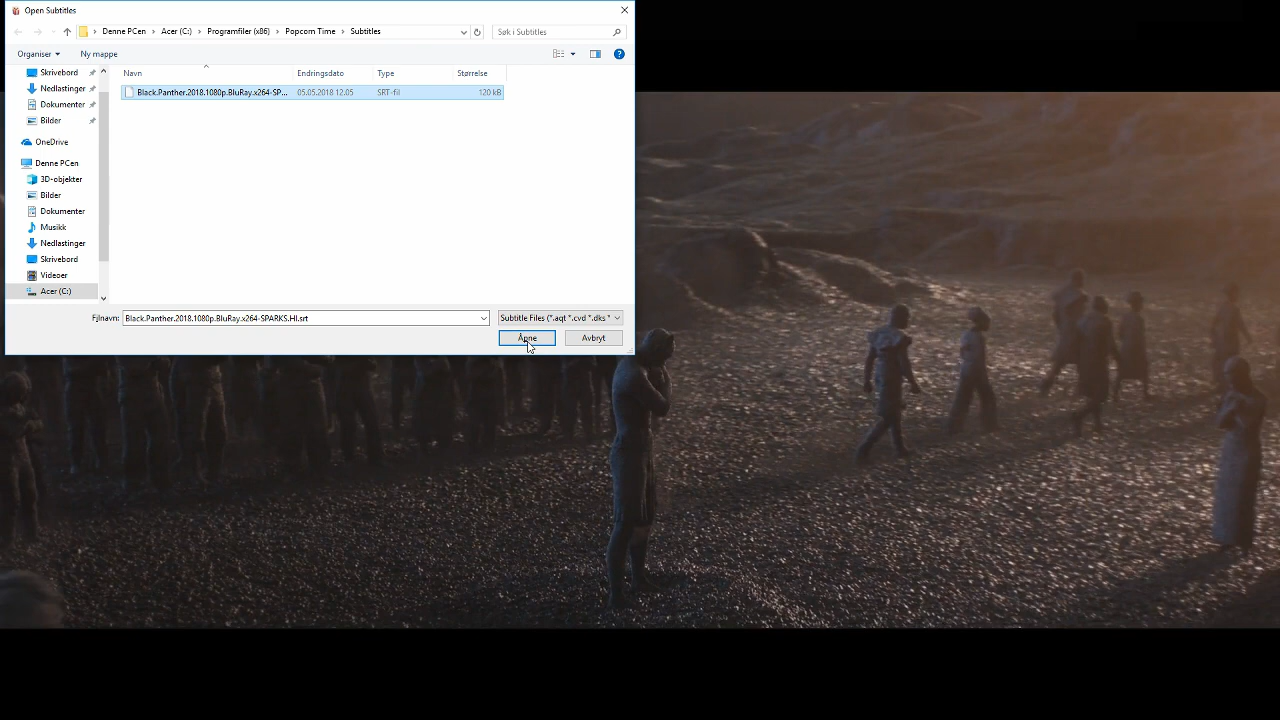 Open Subtitles
Denne PCen > Acer (C:) > Programfiler (x86) > Popcorn Time > Subtitles
Søk i Subtitles
Organiser
Ny mappe
Navn Endringsdato Type Størrelse
Black.Panther.2018.1080p.BluRay.x264-SP... 05.05.2018 12.05 SRT-fil 120 kB
Skrivebord
Nedlastinger
Dokumenter
Bilder
OneDrive
Denne PCen
3D-objekter
Bilder
Dokumenter
Musikk
Nedlastinger
Skrivebord
Videoer
Acer (C:)
Filnavn: Black.Panther.2018.1080p.BluRay.x264-SPARKS.HI.srt
Subtitle Files (*.aqt *.cvd *.dks *
Åpne
Avbryt